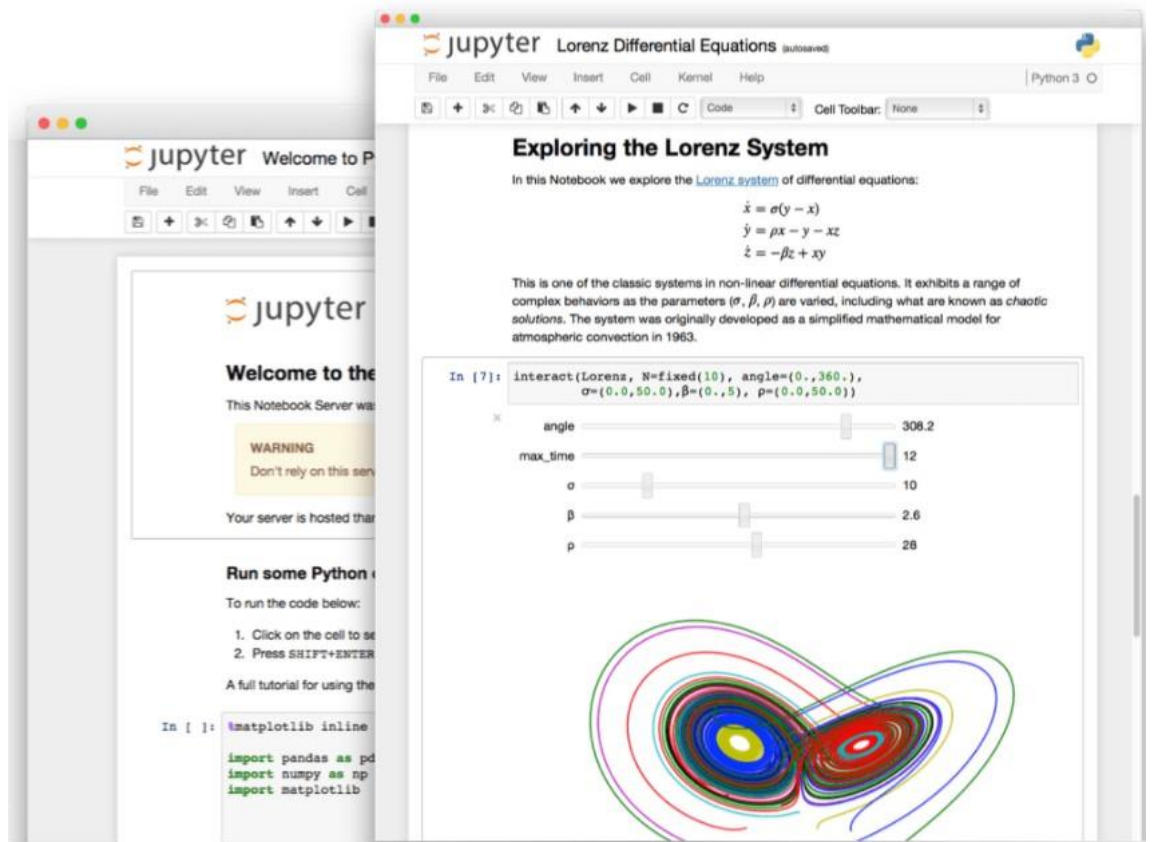 jupyter Lorenz Differential Equations (autosaved)
File Edit View Insert Cell Kernel Help Python 3
Code Cell Toolbar: None
Exploring the Lorenz System
In this Notebook we explore the Lorenz system of differential equations:
ẋ = σ(y − x)
ẏ = ρx − y − xz
ż = −βz + xy
This is one of the classic systems in non-linear differential equations. It exhibits a range of
complex behaviors as the parameters (σ, β, ρ) are varied, including what are known as chaotic
solutions. The system was originally developed as a simplified mathematical model for
atmospheric convection in 1963.
In [7]: interact(Lorenz, N=fixed(10), angle=(0.,360.),
σ=(0.0,50.0),β=(0.,5), ρ=(0.0,50.0))
angle 308.2
max_time 12
σ 10
β 2.6
ρ 28
jupyter Welcome to P
File Edit View Insert Cell
jupyter
Welcome to the
This Notebook Server was
WARNING
Don't rely on this serv
Your server is hosted than
Run some Python
To run the code below:
1. Click on the cell to se
2. Press SHIFT+ENTER
A full tutorial for using the
In [ ]: %matplotlib inline
import pandas as pd
import numpy as np
import matplotlib